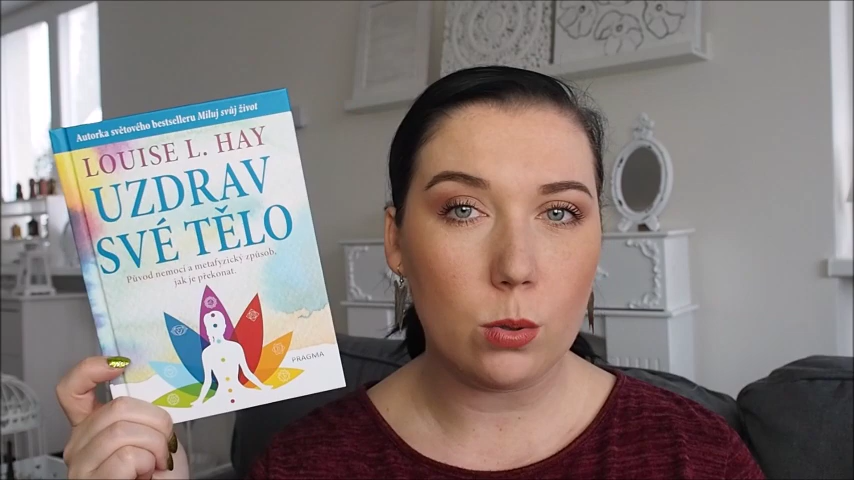 Autorka světového bestselleru Miluj svůj život
LOUISE L. HAY
UZDRAV
SVÉ TĚLO
Původ nemocí a metafyzický způsob,
jak je překonat.
PRAGMA